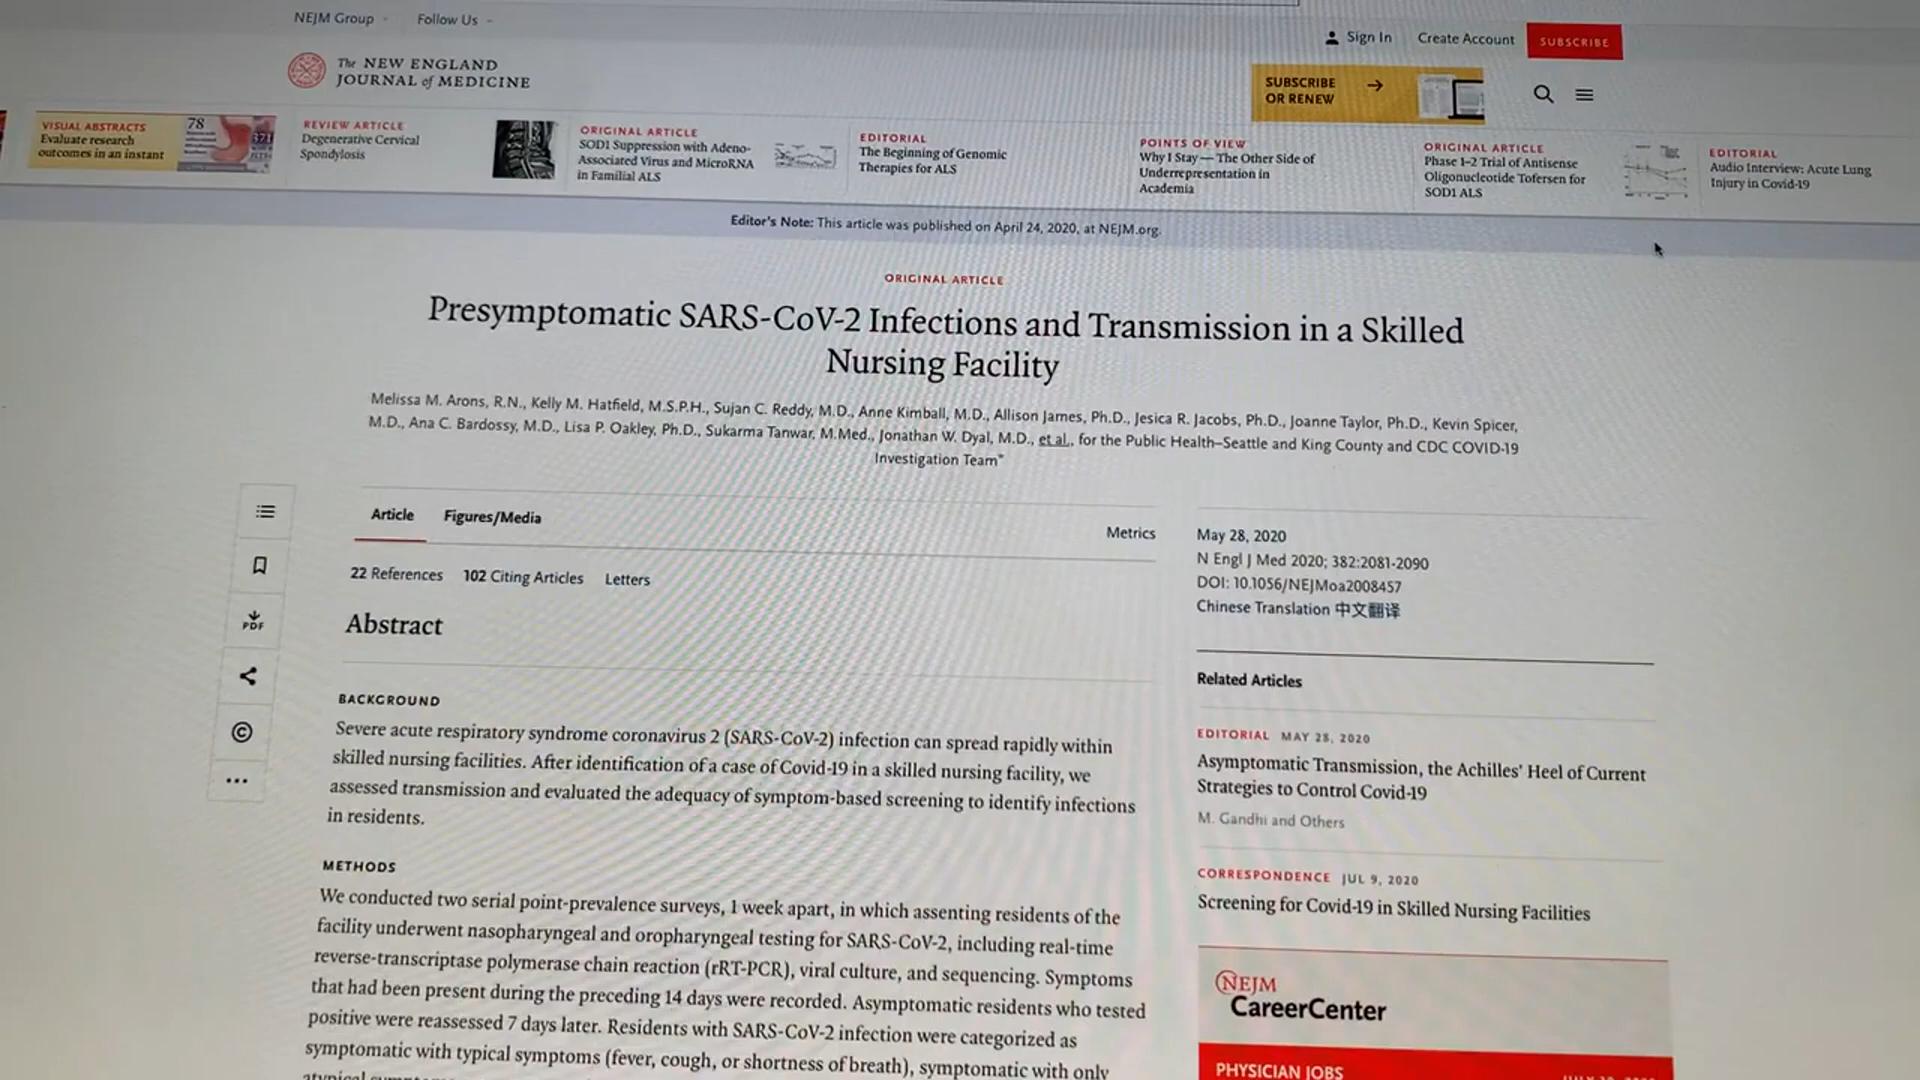 NEJM Group
Follow Us
Sign In
Create Account
SUBSCRIBE
The NEW ENGLAND
JOURNAL of MEDICINE
SUBSCRIBE
OR RENEW
VISUAL ABSTRACTS
Evaluate research
outcomes in an instant
78
371
REVIEW ARTICLE
Degenerative Cervical
Spondylosis
ORIGINAL ARTICLE
SOD1 Suppression with Adeno-
Associated Virus and MicroRNA
in Familial ALS
EDITORIAL
The Beginning of Genomic
Therapies for ALS
POINTS OF VIEW
Why I Stay — The Other Side of
Underrepresentation in
Academia
ORIGINAL ARTICLE
Phase 1–2 Trial of Antisense
Oligonucleotide Tofersen for
SOD1 ALS
EDITORIAL
Audio Interview: Acute Lung
Injury in Covid-19
Editor's Note: This article was published on April 24, 2020, at NEJM.org.
ORIGINAL ARTICLE
Presymptomatic SARS-CoV-2 Infections and Transmission in a Skilled
Nursing Facility
Melissa M. Arons, R.N., Kelly M. Hatfield, M.S.P.H., Sujan C. Reddy, M.D., Anne Kimball, M.D., Allison James, Ph.D., Jesica R. Jacobs, Ph.D., Joanne Taylor, Ph.D., Kevin Spicer,
M.D., Ana C. Bardossy, M.D., Lisa P. Oakley, Ph.D., Sukarma Tanwar, M.Med., Jonathan W. Dyal, M.D., et al., for the Public Health–Seattle and King County and CDC COVID-19
Investigation Team*
Article
Figures/Media
Metrics
22 References
102 Citing Articles
Letters
PDF
Abstract
BACKGROUND
Severe acute respiratory syndrome coronavirus 2 (SARS-CoV-2) infection can spread rapidly within
skilled nursing facilities. After identification of a case of Covid-19 in a skilled nursing facility, we
assessed transmission and evaluated the adequacy of symptom-based screening to identify infections
in residents.
METHODS
We conducted two serial point-prevalence surveys, 1 week apart, in which assenting residents of the
facility underwent nasopharyngeal and oropharyngeal testing for SARS-CoV-2, including real-time
reverse-transcriptase polymerase chain reaction (rRT-PCR), viral culture, and sequencing. Symptoms
that had been present during the preceding 14 days were recorded. Asymptomatic residents who tested
positive were reassessed 7 days later. Residents with SARS-CoV-2 infection were categorized as
symptomatic with typical symptoms (fever, cough, or shortness of breath), symptomatic with only
May 28, 2020
N Engl J Med 2020; 382:2081-2090
DOI: 10.1056/NEJMoa2008457
Chinese Translation 中文翻译
Related Articles
EDITORIAL MAY 28, 2020
Asymptomatic Transmission, the Achilles' Heel of Current
Strategies to Control Covid-19
M. Gandhi and Others
CORRESPONDENCE JUL 9, 2020
Screening for Covid-19 in Skilled Nursing Facilities
NEJM
CareerCenter
PHYSICIAN JOBS